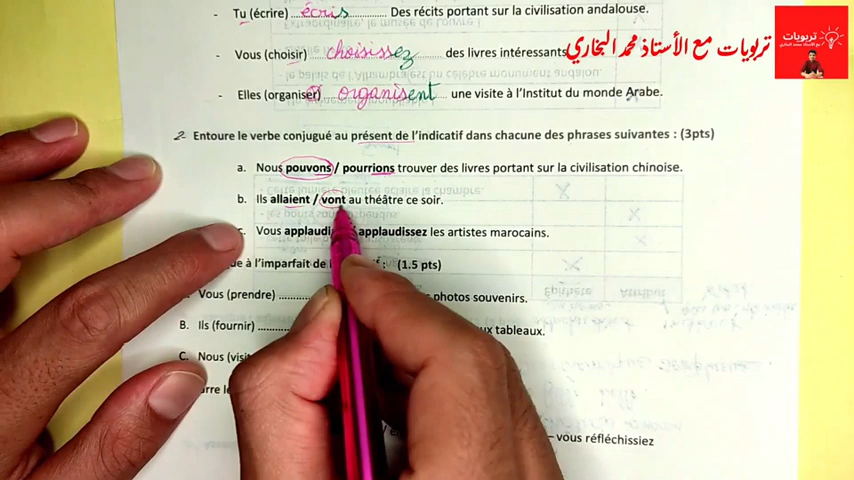 - Tu (écrire) ...écris............... Des récits portant sur la civilisation andalouse.
- Vous (choisir) choisissez des livres intéressants
تربويات مع الأستاذ محمد البخاري
تربويات
- Elles (organiser) organisent une visite à l'Institut du monde Arabe.
2 Entoure le verbe conjugué au présent de l'indicatif dans chacune des phrases suivantes : (3pts)
a. Nous pouvons / pourrions trouver des livres portant sur la civilisation chinoise.
b. Ils allaient / vont au théâtre ce soir.
Vous applaudi / applaudissez les artistes marocains.
à l'imparfait de (1.5 pts)
Vous (prendre) photos souvenirs.
B. Ils (fournir) tableaux.
C. Nous (visi
– vous réfléchissiez